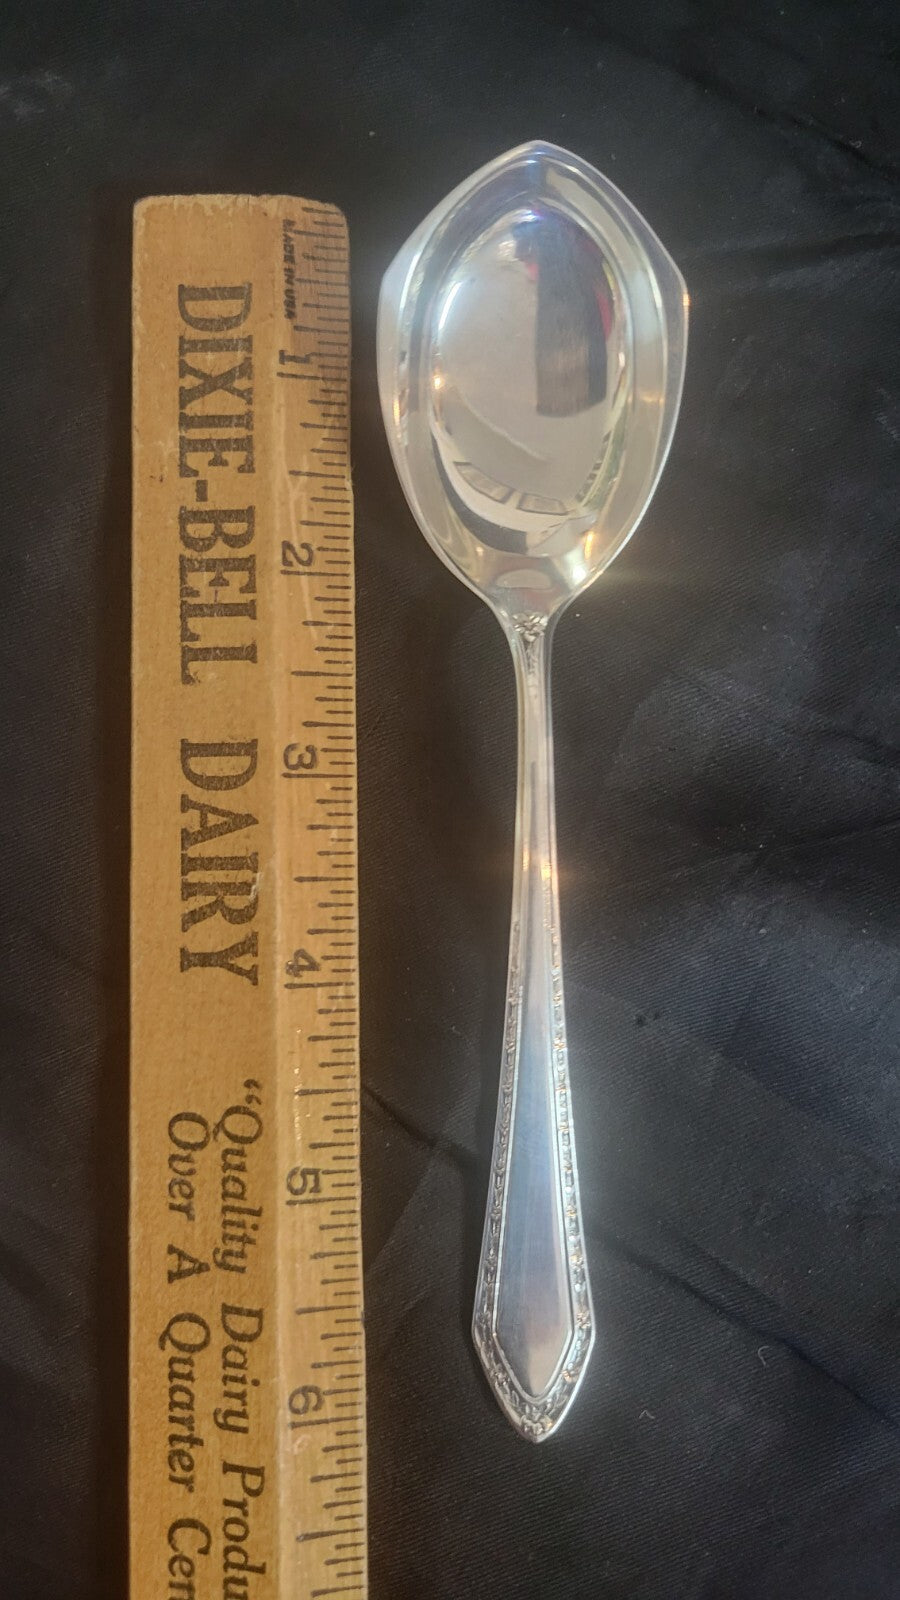 MADE IN USA
DIXIE-BELL DAIRY
"Quality Dairy Produ
Over A Quarter Cen
1
2
3
4
5
6